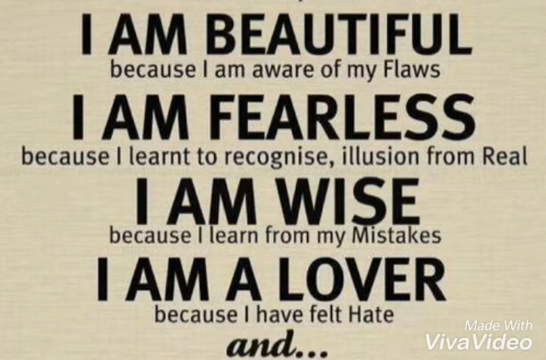 I AM BEAUTIFUL
because I am aware of my Flaws
I AM FEARLESS
because I learnt to recognise, illusion from Real
I AM WISE
because I learn from my Mistakes
I AM A LOVER
because I have felt Hate
and...
Made With
VivaVideo